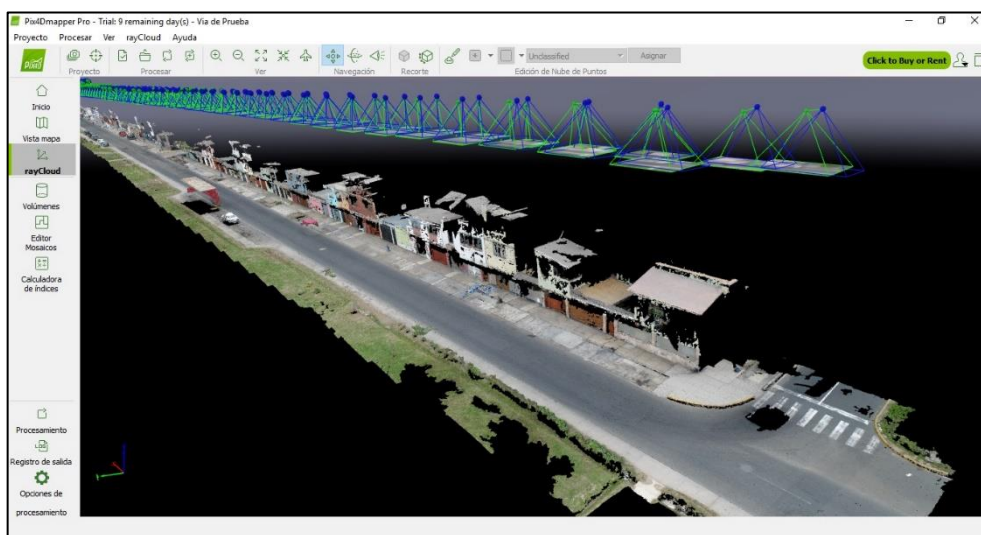 Pix4Dmapper Pro - Trial: 9 remaining day(s) - Via de Prueba
Proyecto Procesar Ver rayCloud Ayuda
Click to Buy or Rent
Unclassified Asignar
Proyecto Procesar Ver Navegación Recorte Edición de Nube de Puntos
Inicio
Vista mapa
rayCloud
Volúmenes
Editor
Mosaicos
Calculadora
de índices
Procesamiento
Registro de salida
Opciones de
procesamiento